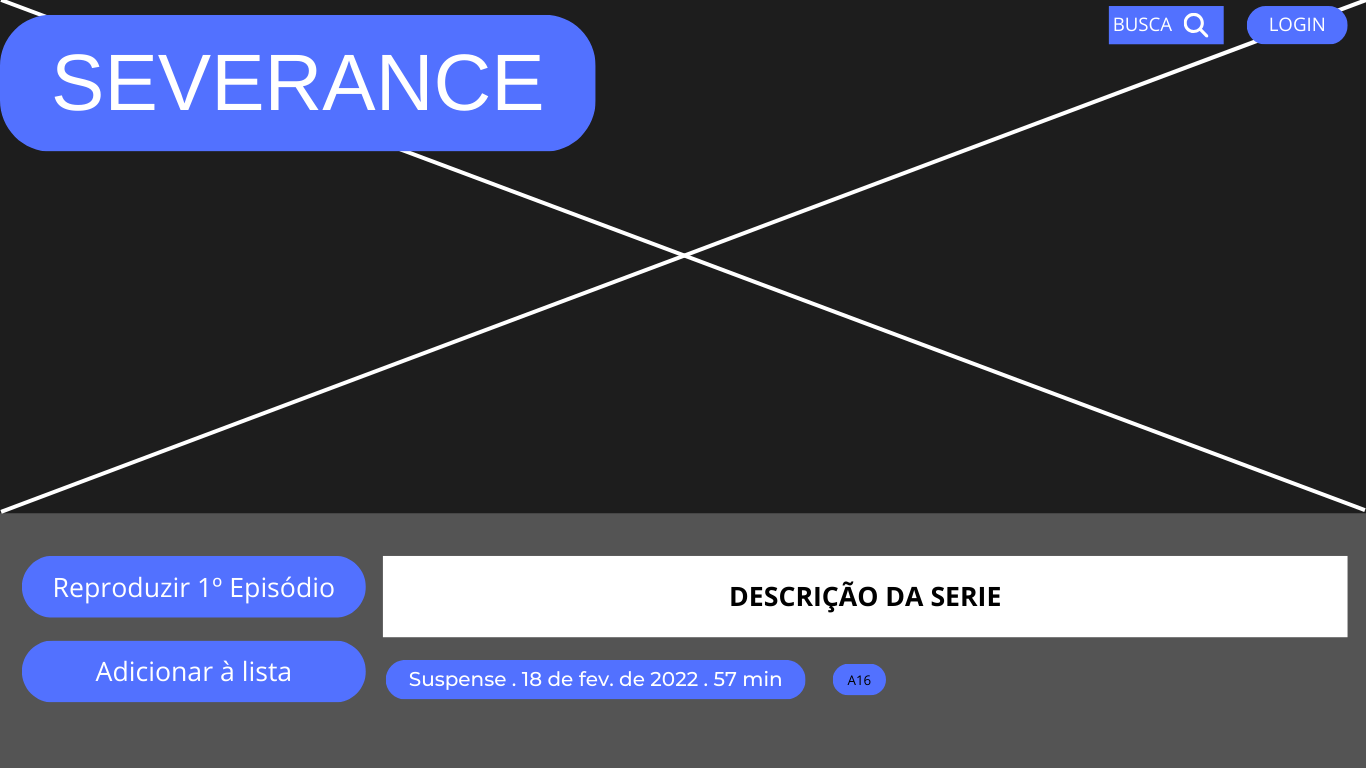 SEVERANCE
BUSCA
LOGIN
Reproduzir 1º Episódio
DESCRIÇÃO DA SERIE
Adicionar à lista
Suspense . 18 de fev. de 2022 . 57 min
A16